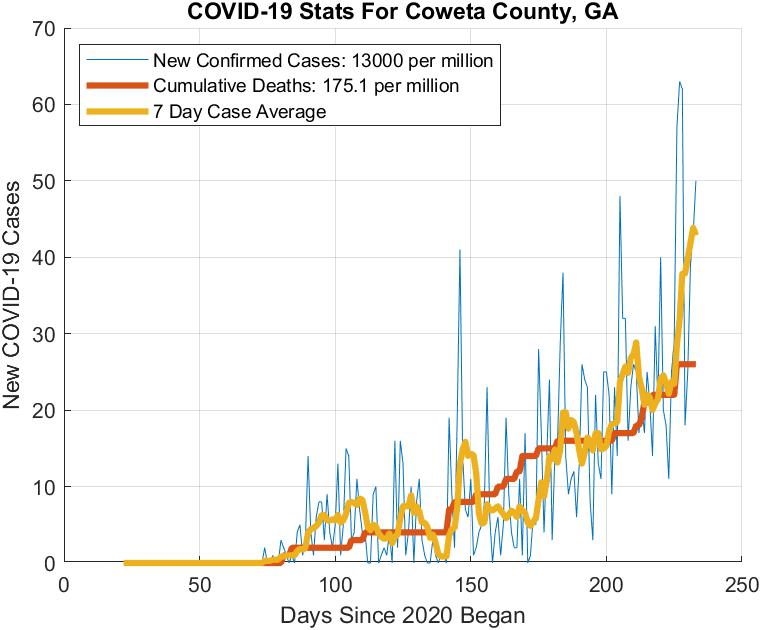 COVID-19 Stats For Coweta County, GA
New Confirmed Cases: 13000 per million
Cumulative Deaths: 175.1 per million
7 Day Case Average
New COVID-19 Cases
70
60
50
40
30
20
10
0
0 50 100 150 200 250
Days Since 2020 Began